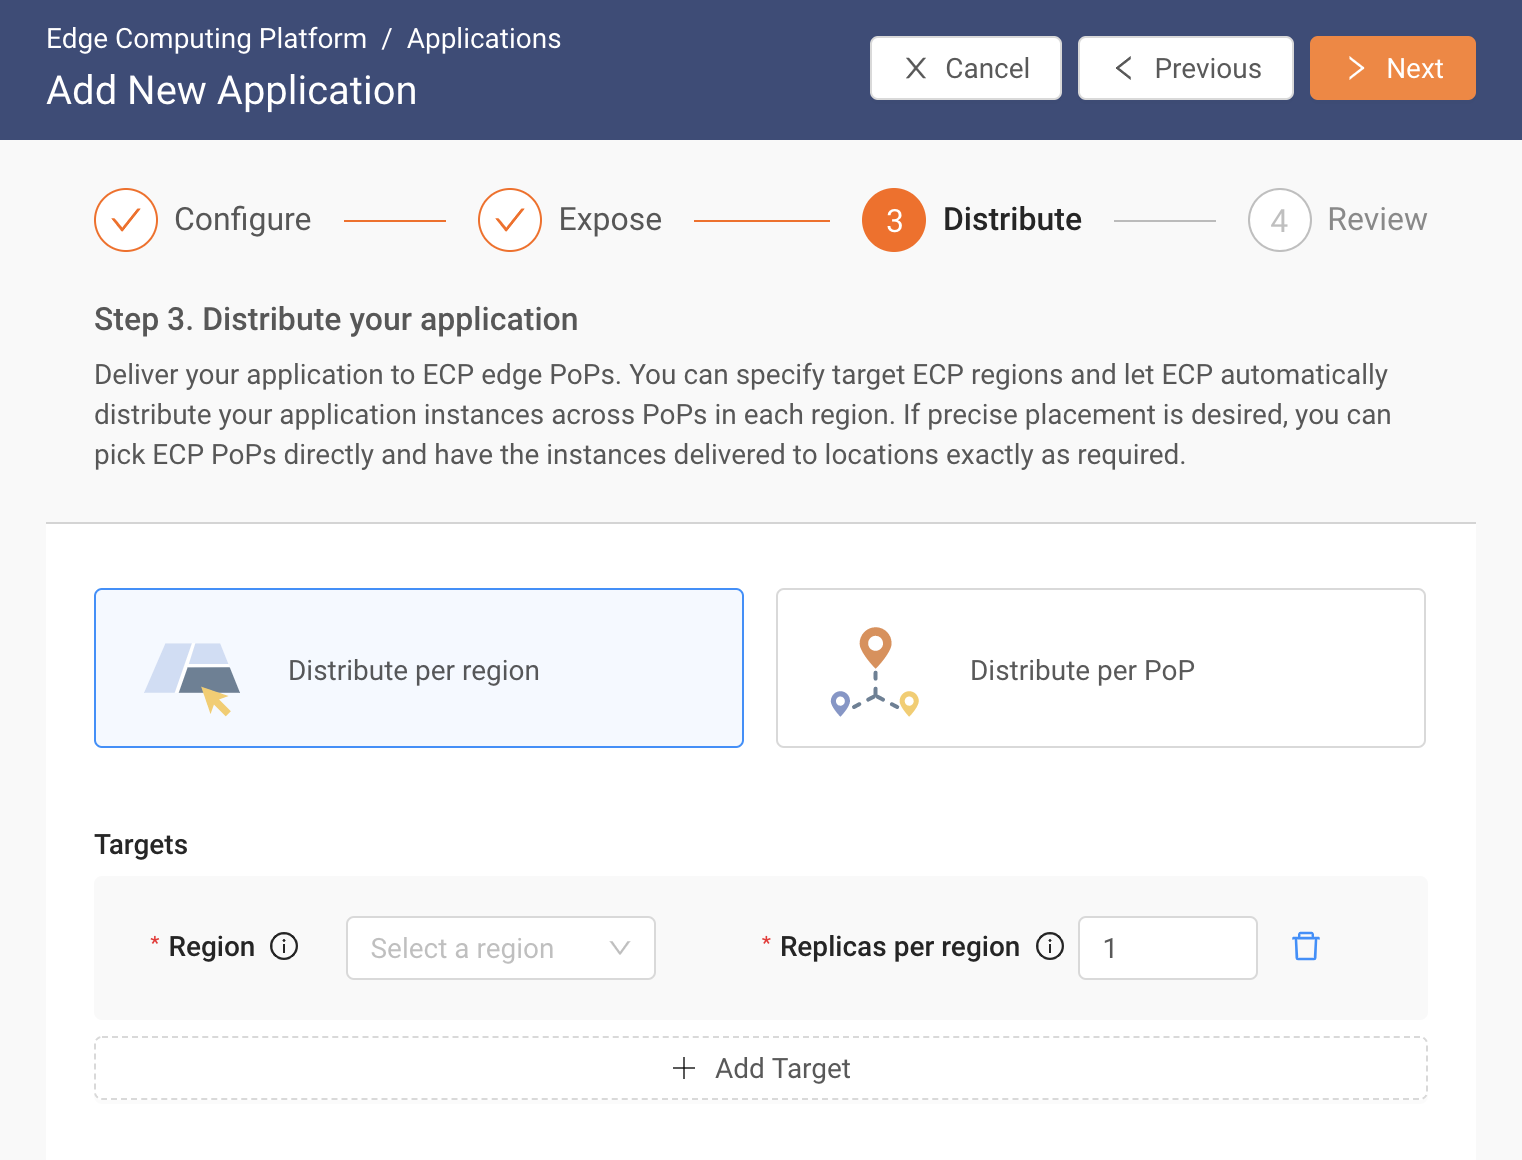 Edge Computing Platform / Applications
Add New Application
Cancel
Previous
Next
Configure
Expose
3 Distribute
4 Review
Step 3. Distribute your application
Deliver your application to ECP edge PoPs. You can specify target ECP regions and let ECP automatically
distribute your application instances across PoPs in each region. If precise placement is desired, you can
pick ECP PoPs directly and have the instances delivered to locations exactly as required.
Distribute per region
Distribute per PoP
Targets
* Region
Select a region
* Replicas per region
1
+ Add Target